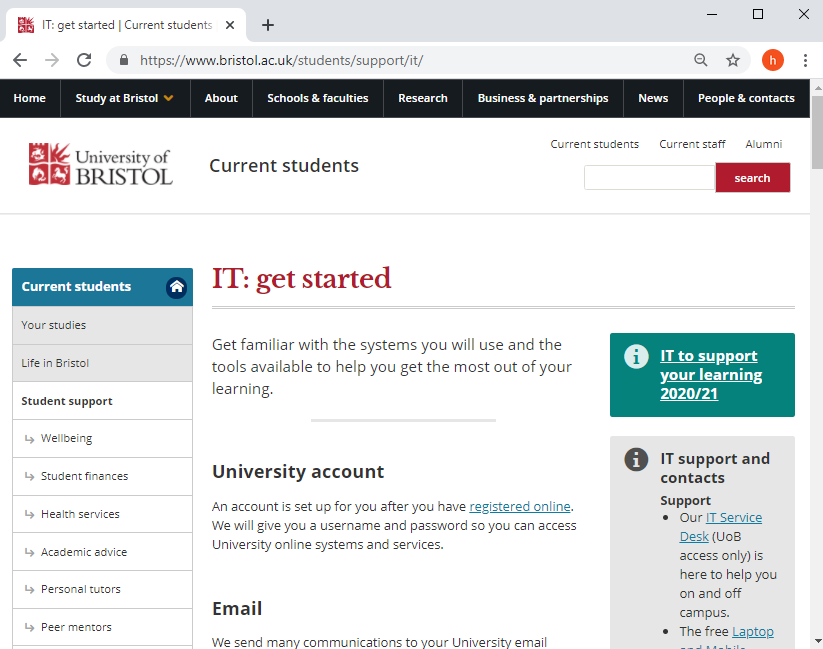 IT: get started | Current students
https://www.bristol.ac.uk/students/support/it/
h
Home
Study at Bristol
About
Schools & faculties
Research
Business & partnerships
News
People & contacts
University of
BRISTOL
Current students
Current students
Current staff
Alumni
search
Current students
Your studies
Life in Bristol
Student support
Wellbeing
Student finances
Health services
Academic advice
Personal tutors
Peer mentors
IT: get started
Get familiar with the systems you will use and the
tools available to help you get the most out of your
learning.
University account
An account is set up for you after you have registered online.
We will give you a username and password so you can access
University online systems and services.
Email
We send many communications to your University email
i
IT to support
your learning
2020/21
i
IT support and
contacts
Support
• Our IT Service
Desk (UoB
access only) is
here to help you
on and off
campus.
• The free Laptop
and Mobile